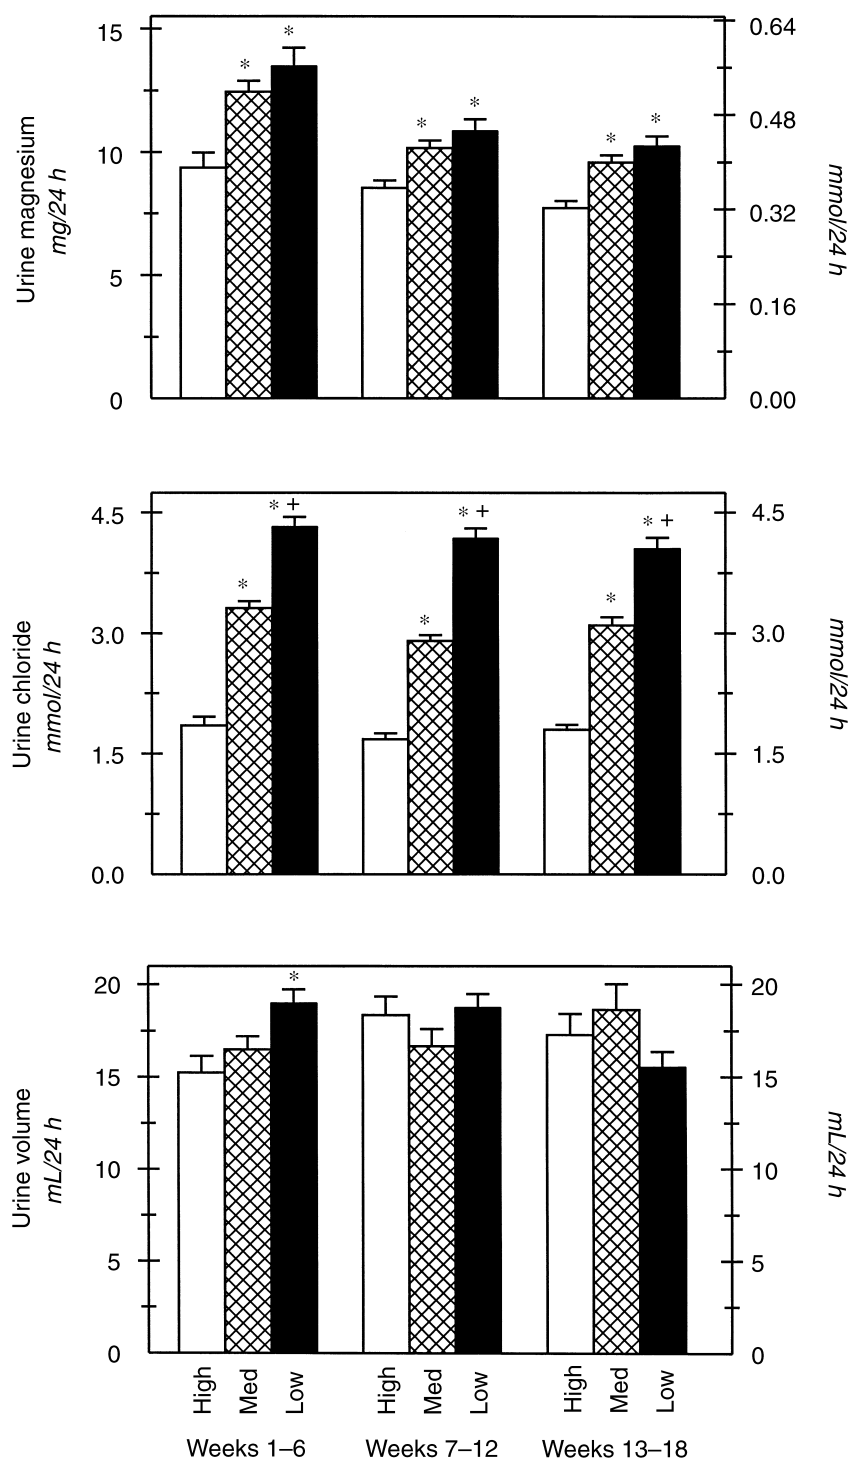 Urine magnesium
mg/24 h
15
10
5
0
* * * * * *
0.64
0.48
0.32
0.16
0.00
mmol/24 h
Urine chloride
mmol/24 h
4.5
3.0
1.5
0.0
* *+ * *+ * *+
4.5
3.0
1.5
0.0
mmol/24 h
Urine volume
mL/24 h
20
15
10
5
0
*
20
15
10
5
0
mL/24 h
High Med Low High Med Low High Med Low
Weeks 1–6 Weeks 7–12 Weeks 13–18